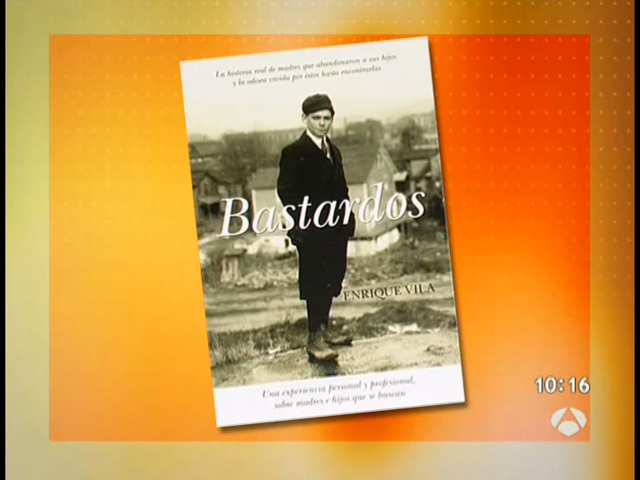 La historia real de madres que abandonaron a sus hijos
y la odisea vivida por éstos hasta encontrarlas
Bastardos
ENRIQUE VILA
Una experiencia personal y profesional,
sobre madres e hijos que se buscan
10:16